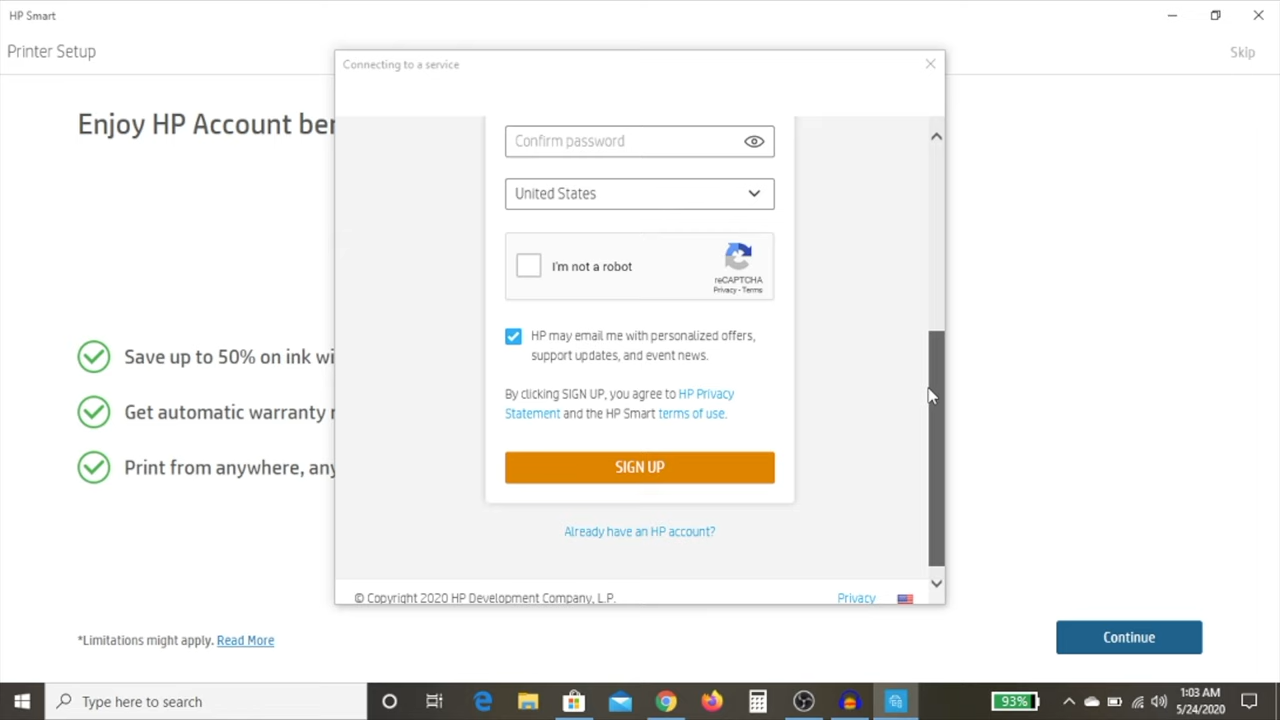 HP Smart
Printer Setup
Skip
Connecting to a service
Enjoy HP Account ber
Confirm password
United States
I'm not a robot
reCAPTCHA
Privacy - Terms
HP may email me with personalized offers,
support updates, and event news.
Save up to 50% on ink wi
By clicking SIGN UP, you agree to HP Privacy
Statement and the HP Smart terms of use.
Get automatic warranty r
SIGN UP
Print from anywhere, any
Already have an HP account?
© Copyright 2020 HP Development Company, L.P.
Privacy
*Limitations might apply. Read More
Continue
Type here to search
93%
1:03 AM
5/24/2020